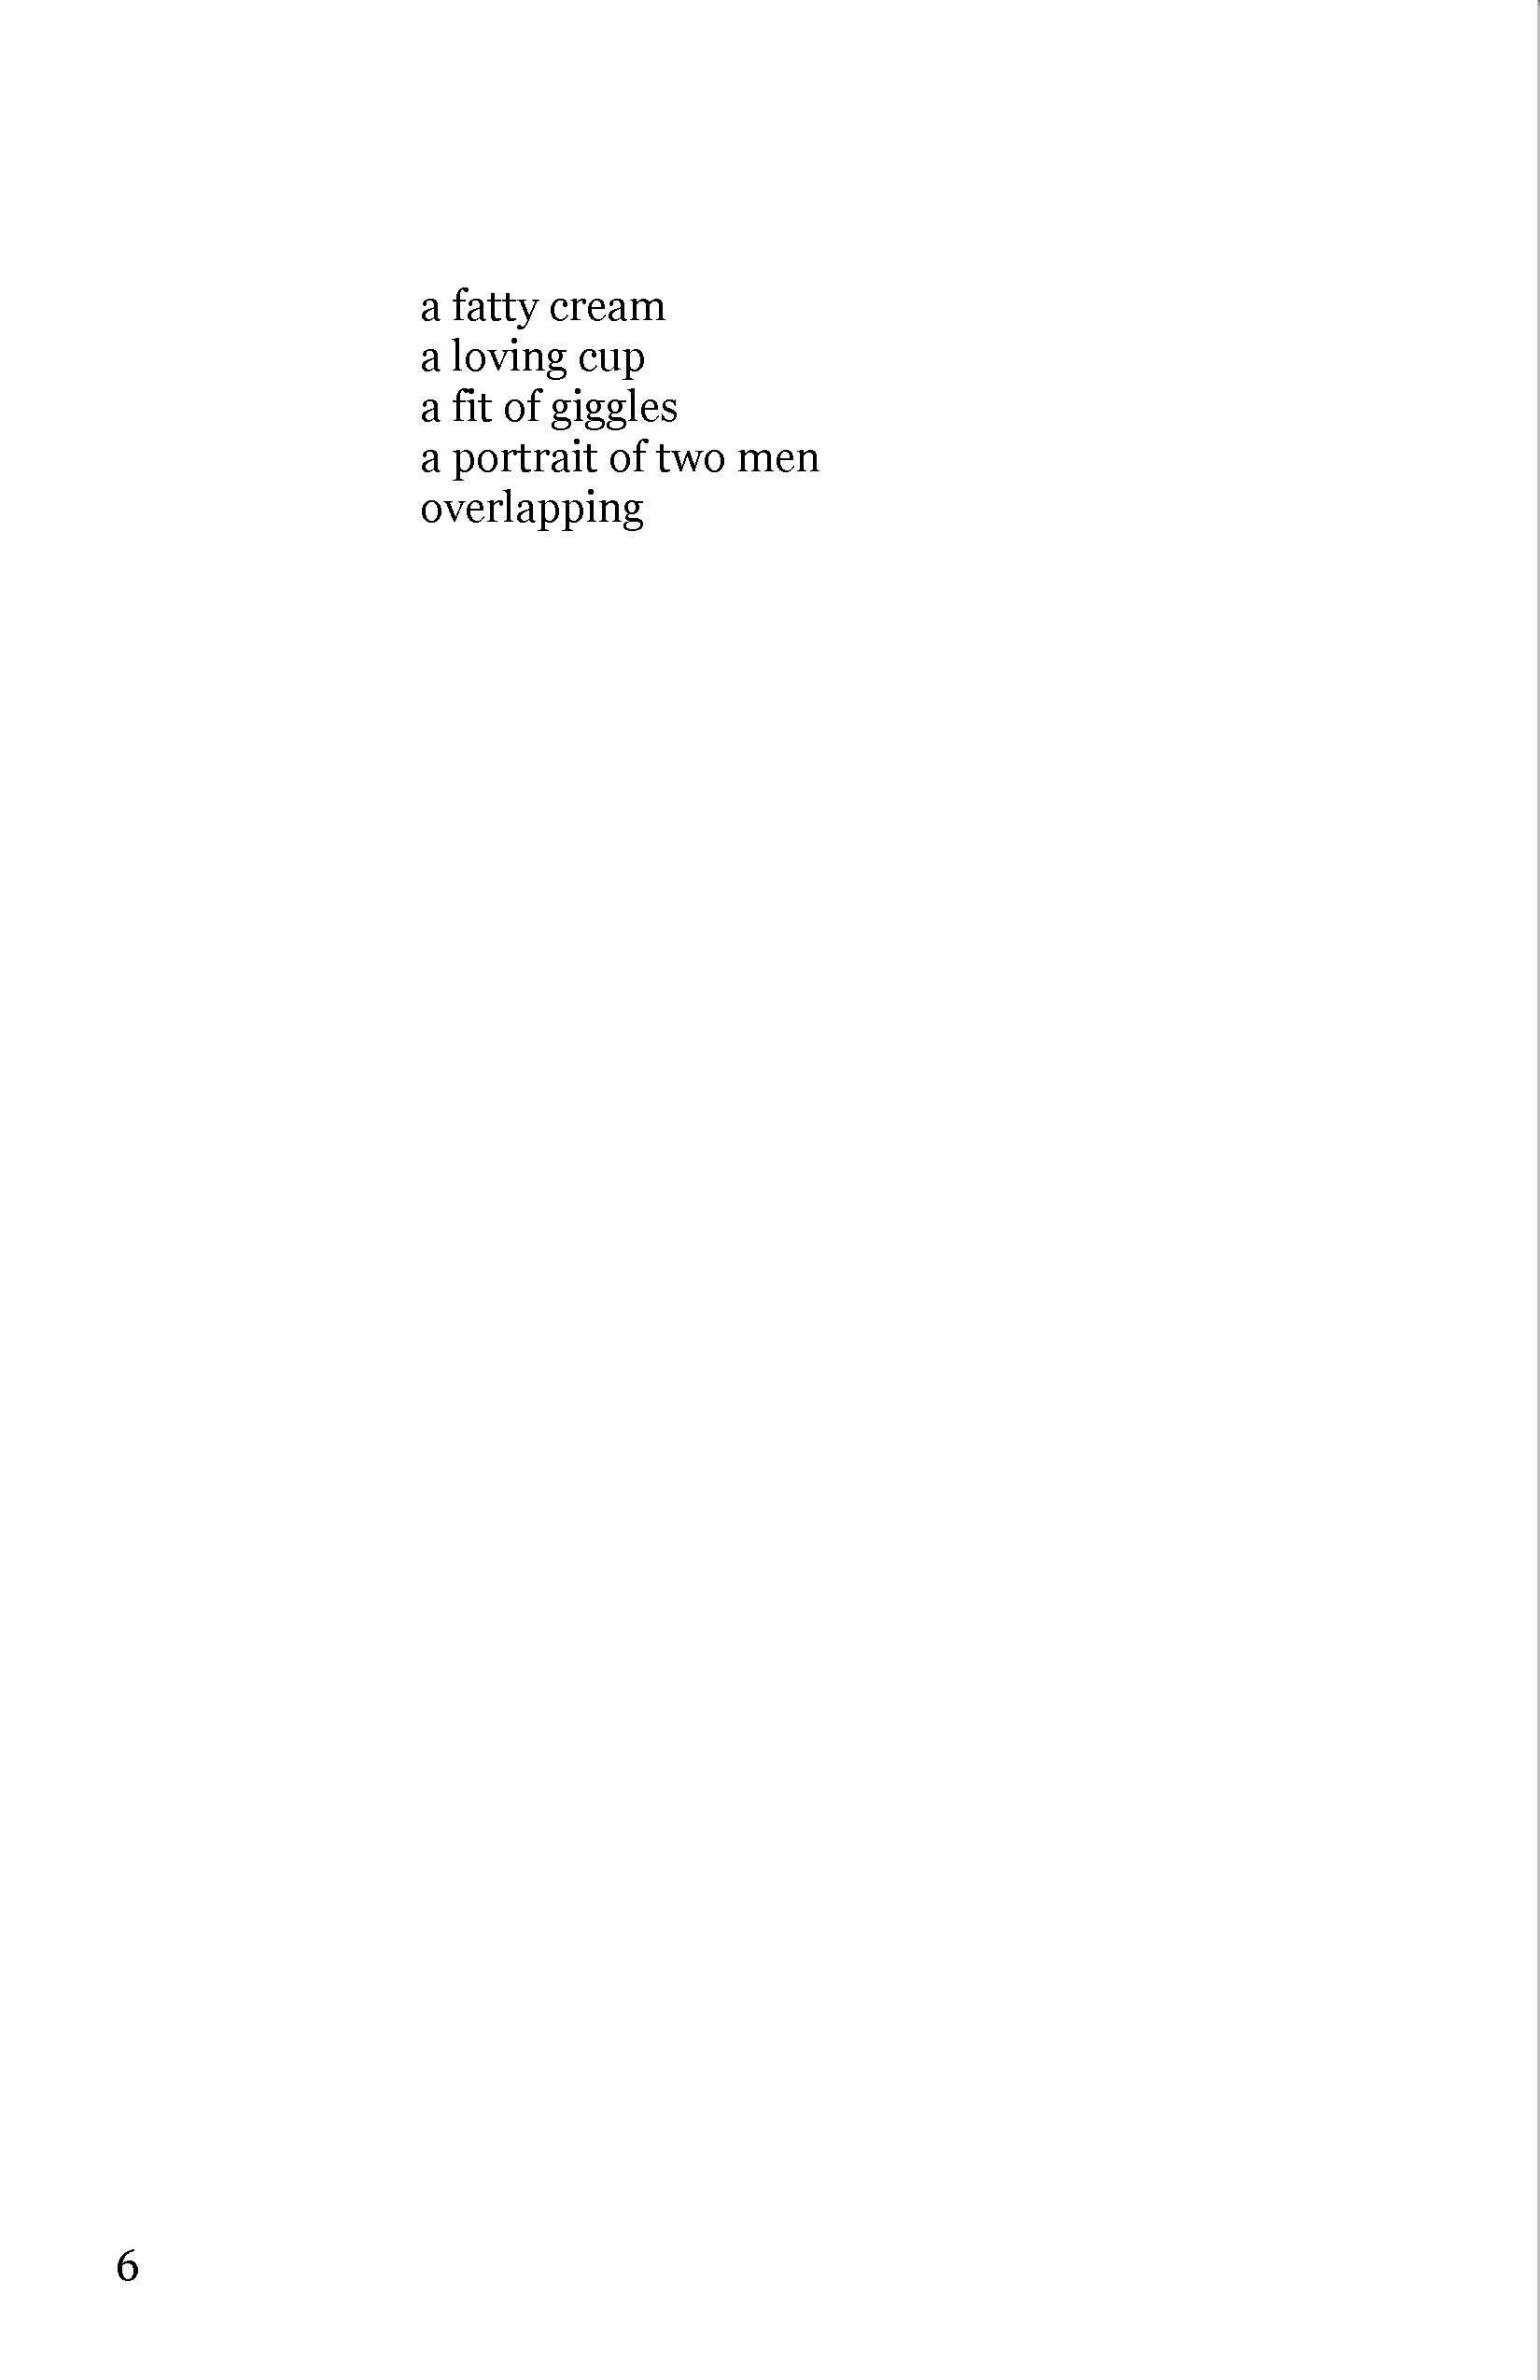 a fatty cream
a loving cup
a fit of giggles
a portrait of two men
overlapping
6